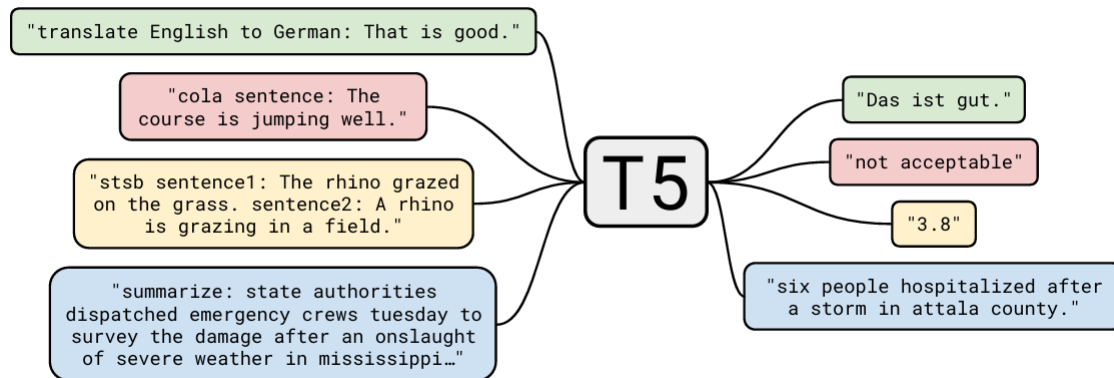 "translate English to German: That is good."
"cola sentence: The
course is jumping well."
"stsb sentence1: The rhino grazed
on the grass. sentence2: A rhino
is grazing in a field."
"summarize: state authorities
dispatched emergency crews tuesday to
survey the damage after an onslaught
of severe weather in mississippi…"
T5
"Das ist gut."
"not acceptable"
"3.8"
"six people hospitalized after
a storm in attala county."